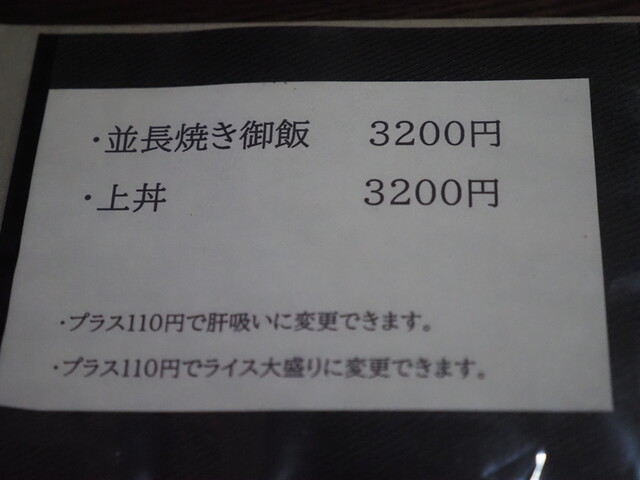 ・並長焼き御飯 3200円
・上丼 3200円
・プラス110円で肝吸いに変更できます。
・プラス110円でライス大盛りに変更できます。